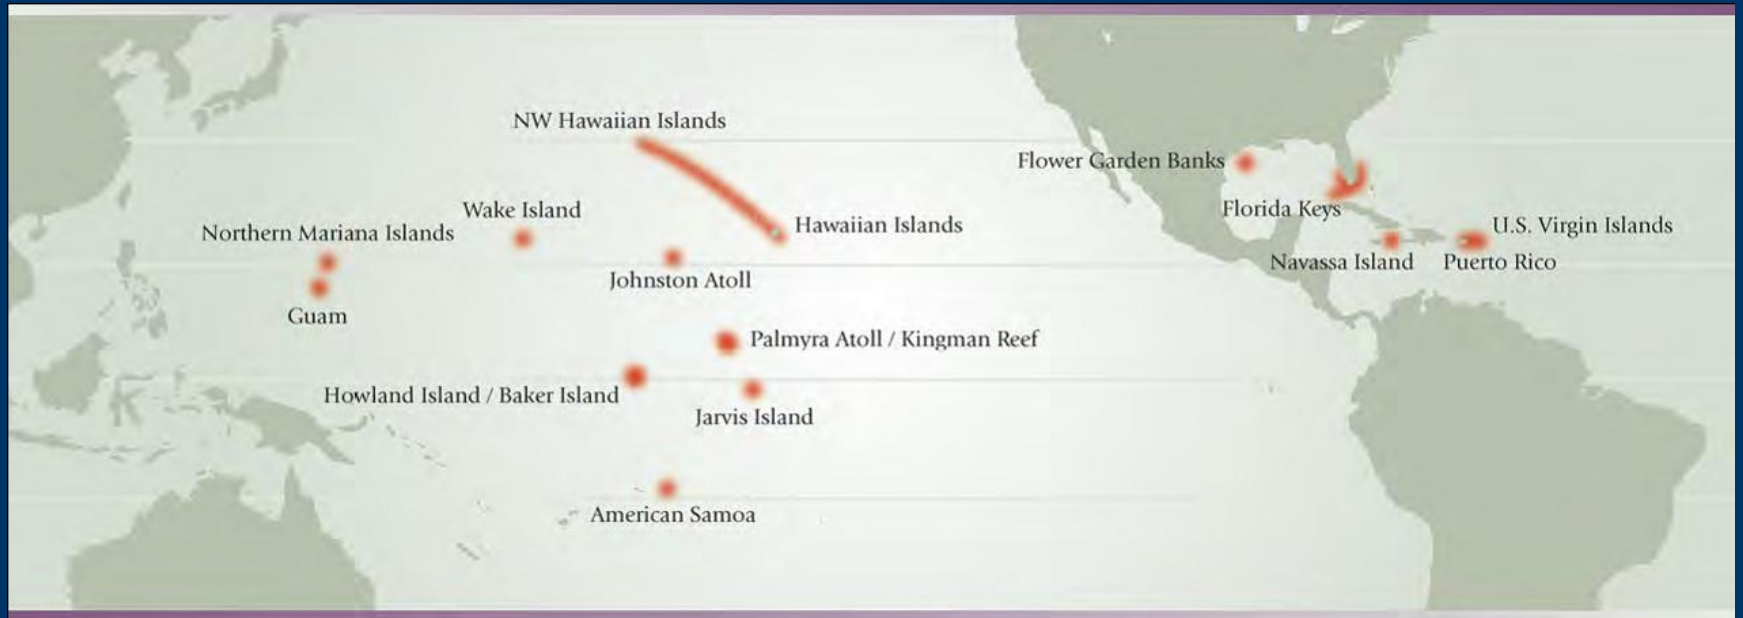 NW Hawaiian Islands
Flower Garden Banks
Wake Island
Florida Keys
Northern Mariana Islands
Hawaiian Islands
U.S. Virgin Islands
Johnston Atoll
Navassa Island
Puerto Rico
Guam
Palmyra Atoll / Kingman Reef
Howland Island / Baker Island
Jarvis Island
American Samoa